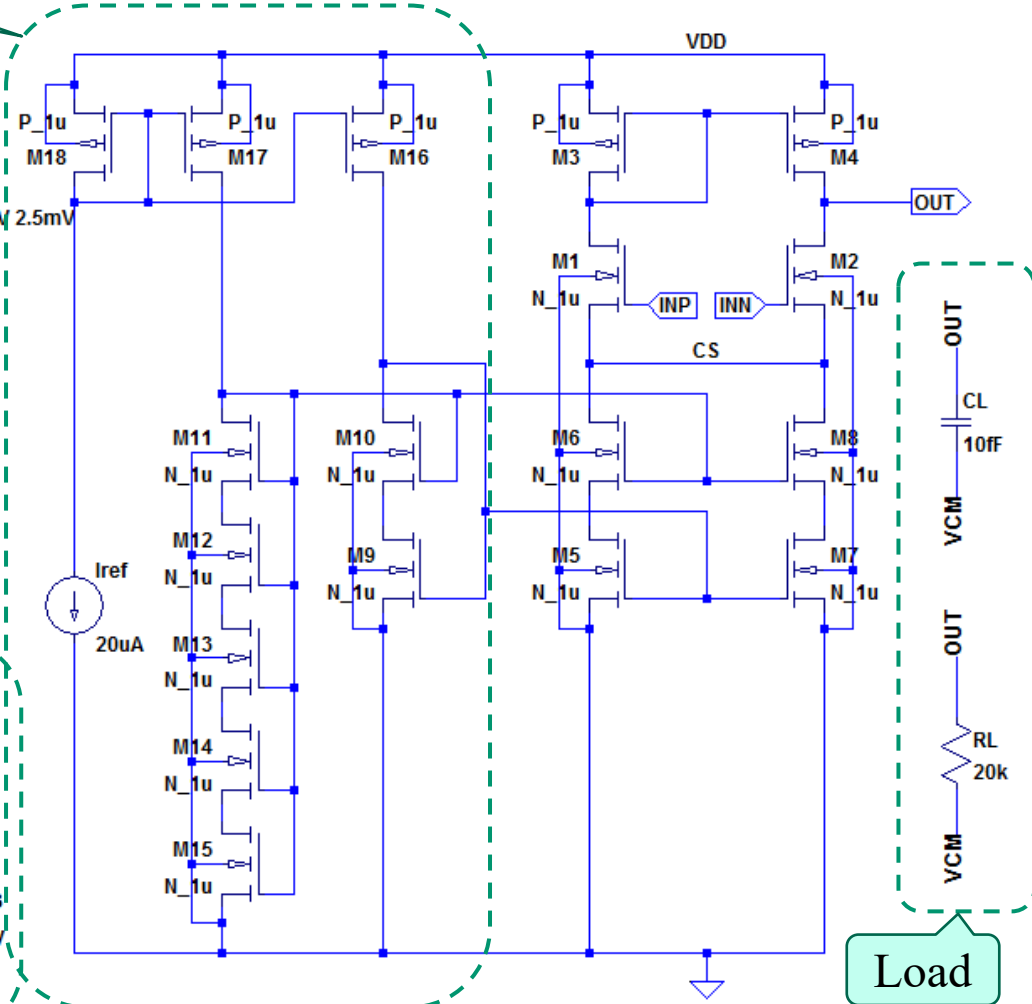 VDD
P_1u
M18
P_1u
M17
P_1u
M16
P_1u
M3
P_1u
M4
OUT
2.5mV
M1
N_1u
INP
INN
M2
N_1u
CS
M11
N_1u
M10
N_1u
M6
N_1u
M8
N_1u
M12
N_1u
M9
N_1u
M5
N_1u
M7
N_1u
Iref
20uA
M13
N_1u
M14
N_1u
M15
N_1u
OUT
CL
10fF
VCM
OUT
RL
20k
VCM
Load